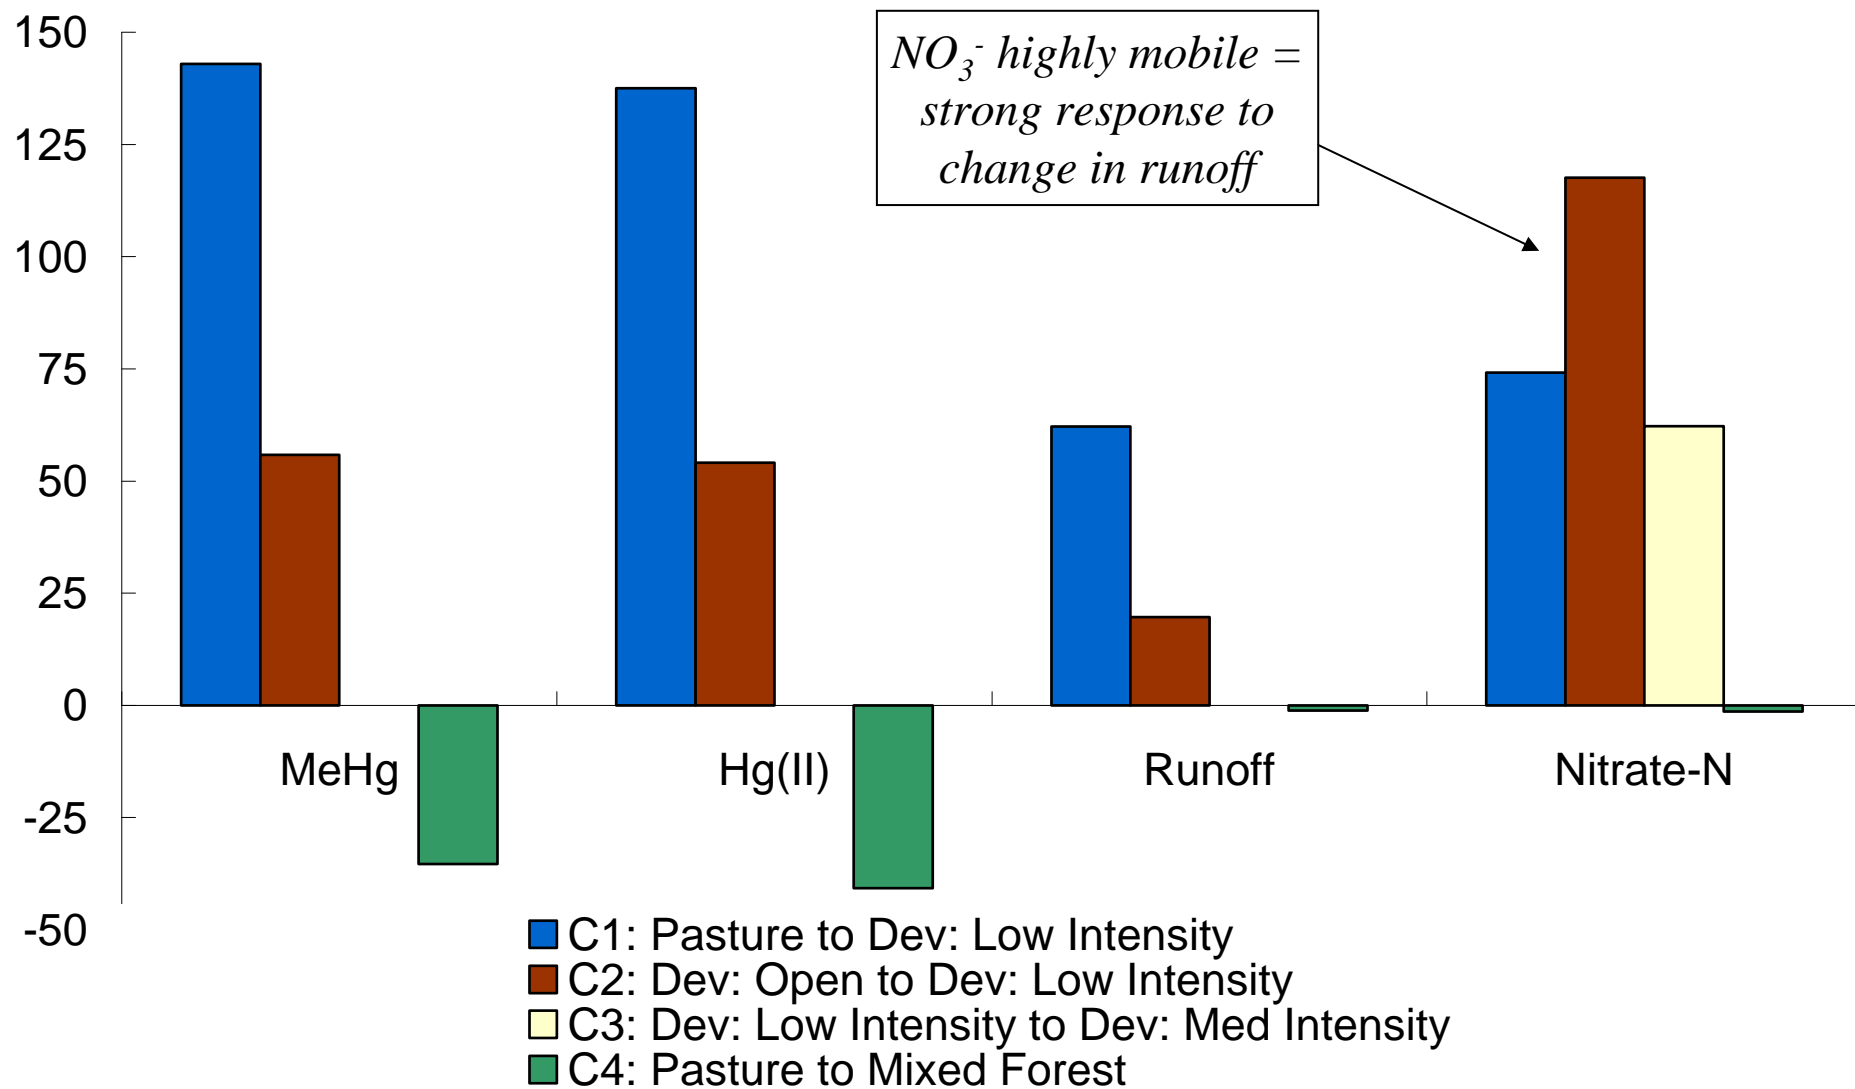 150
125
100
75
50
25
0
-25
-50
NO₃⁻ highly mobile =
strong response to
change in runoff
MeHg
Hg(II)
Runoff
Nitrate-N
C1: Pasture to Dev: Low Intensity
C2: Dev: Open to Dev: Low Intensity
C3: Dev: Low Intensity to Dev: Med Intensity
C4: Pasture to Mixed Forest